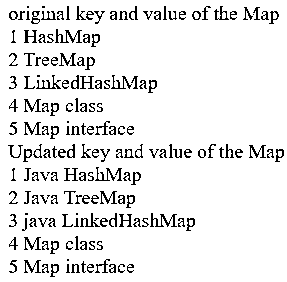 original key and value of the Map
1 HashMap
2 TreeMap
3 LinkedHashMap
4 Map class
5 Map interface
Updated key and value of the Map
1 Java HashMap
2 Java TreeMap
3 java LinkedHashMap
4 Map class
5 Map interface